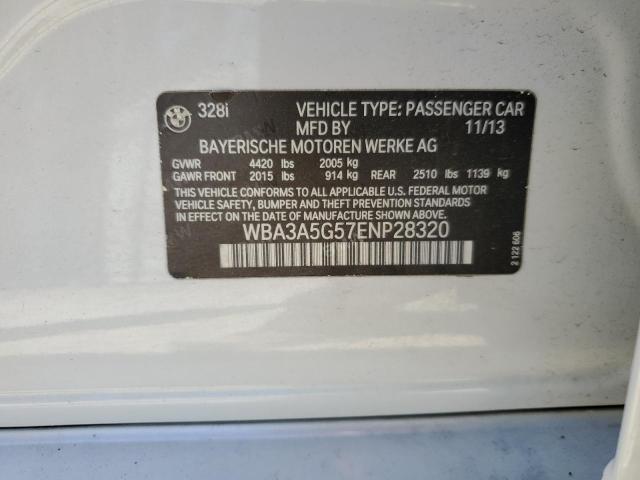 328i VEHICLE TYPE: PASSENGER CAR
MFD BY 11/13
BAYERISCHE MOTOREN WERKE AG
GVWR 4420 lbs 2005 kg
GAWR FRONT 2015 lbs 914 kg REAR 2510 lbs 1139 kg
THIS VEHICLE CONFORMS TO ALL APPLICABLE U.S. FEDERAL MOTOR
VEHICLE SAFETY, BUMPER AND THEFT PREVENTION STANDARDS IN
EFFECT ON THE DATE OF MANUFACTURE SHOWN ABOVE.
WBA3A5G57ENP28320
2 122 606